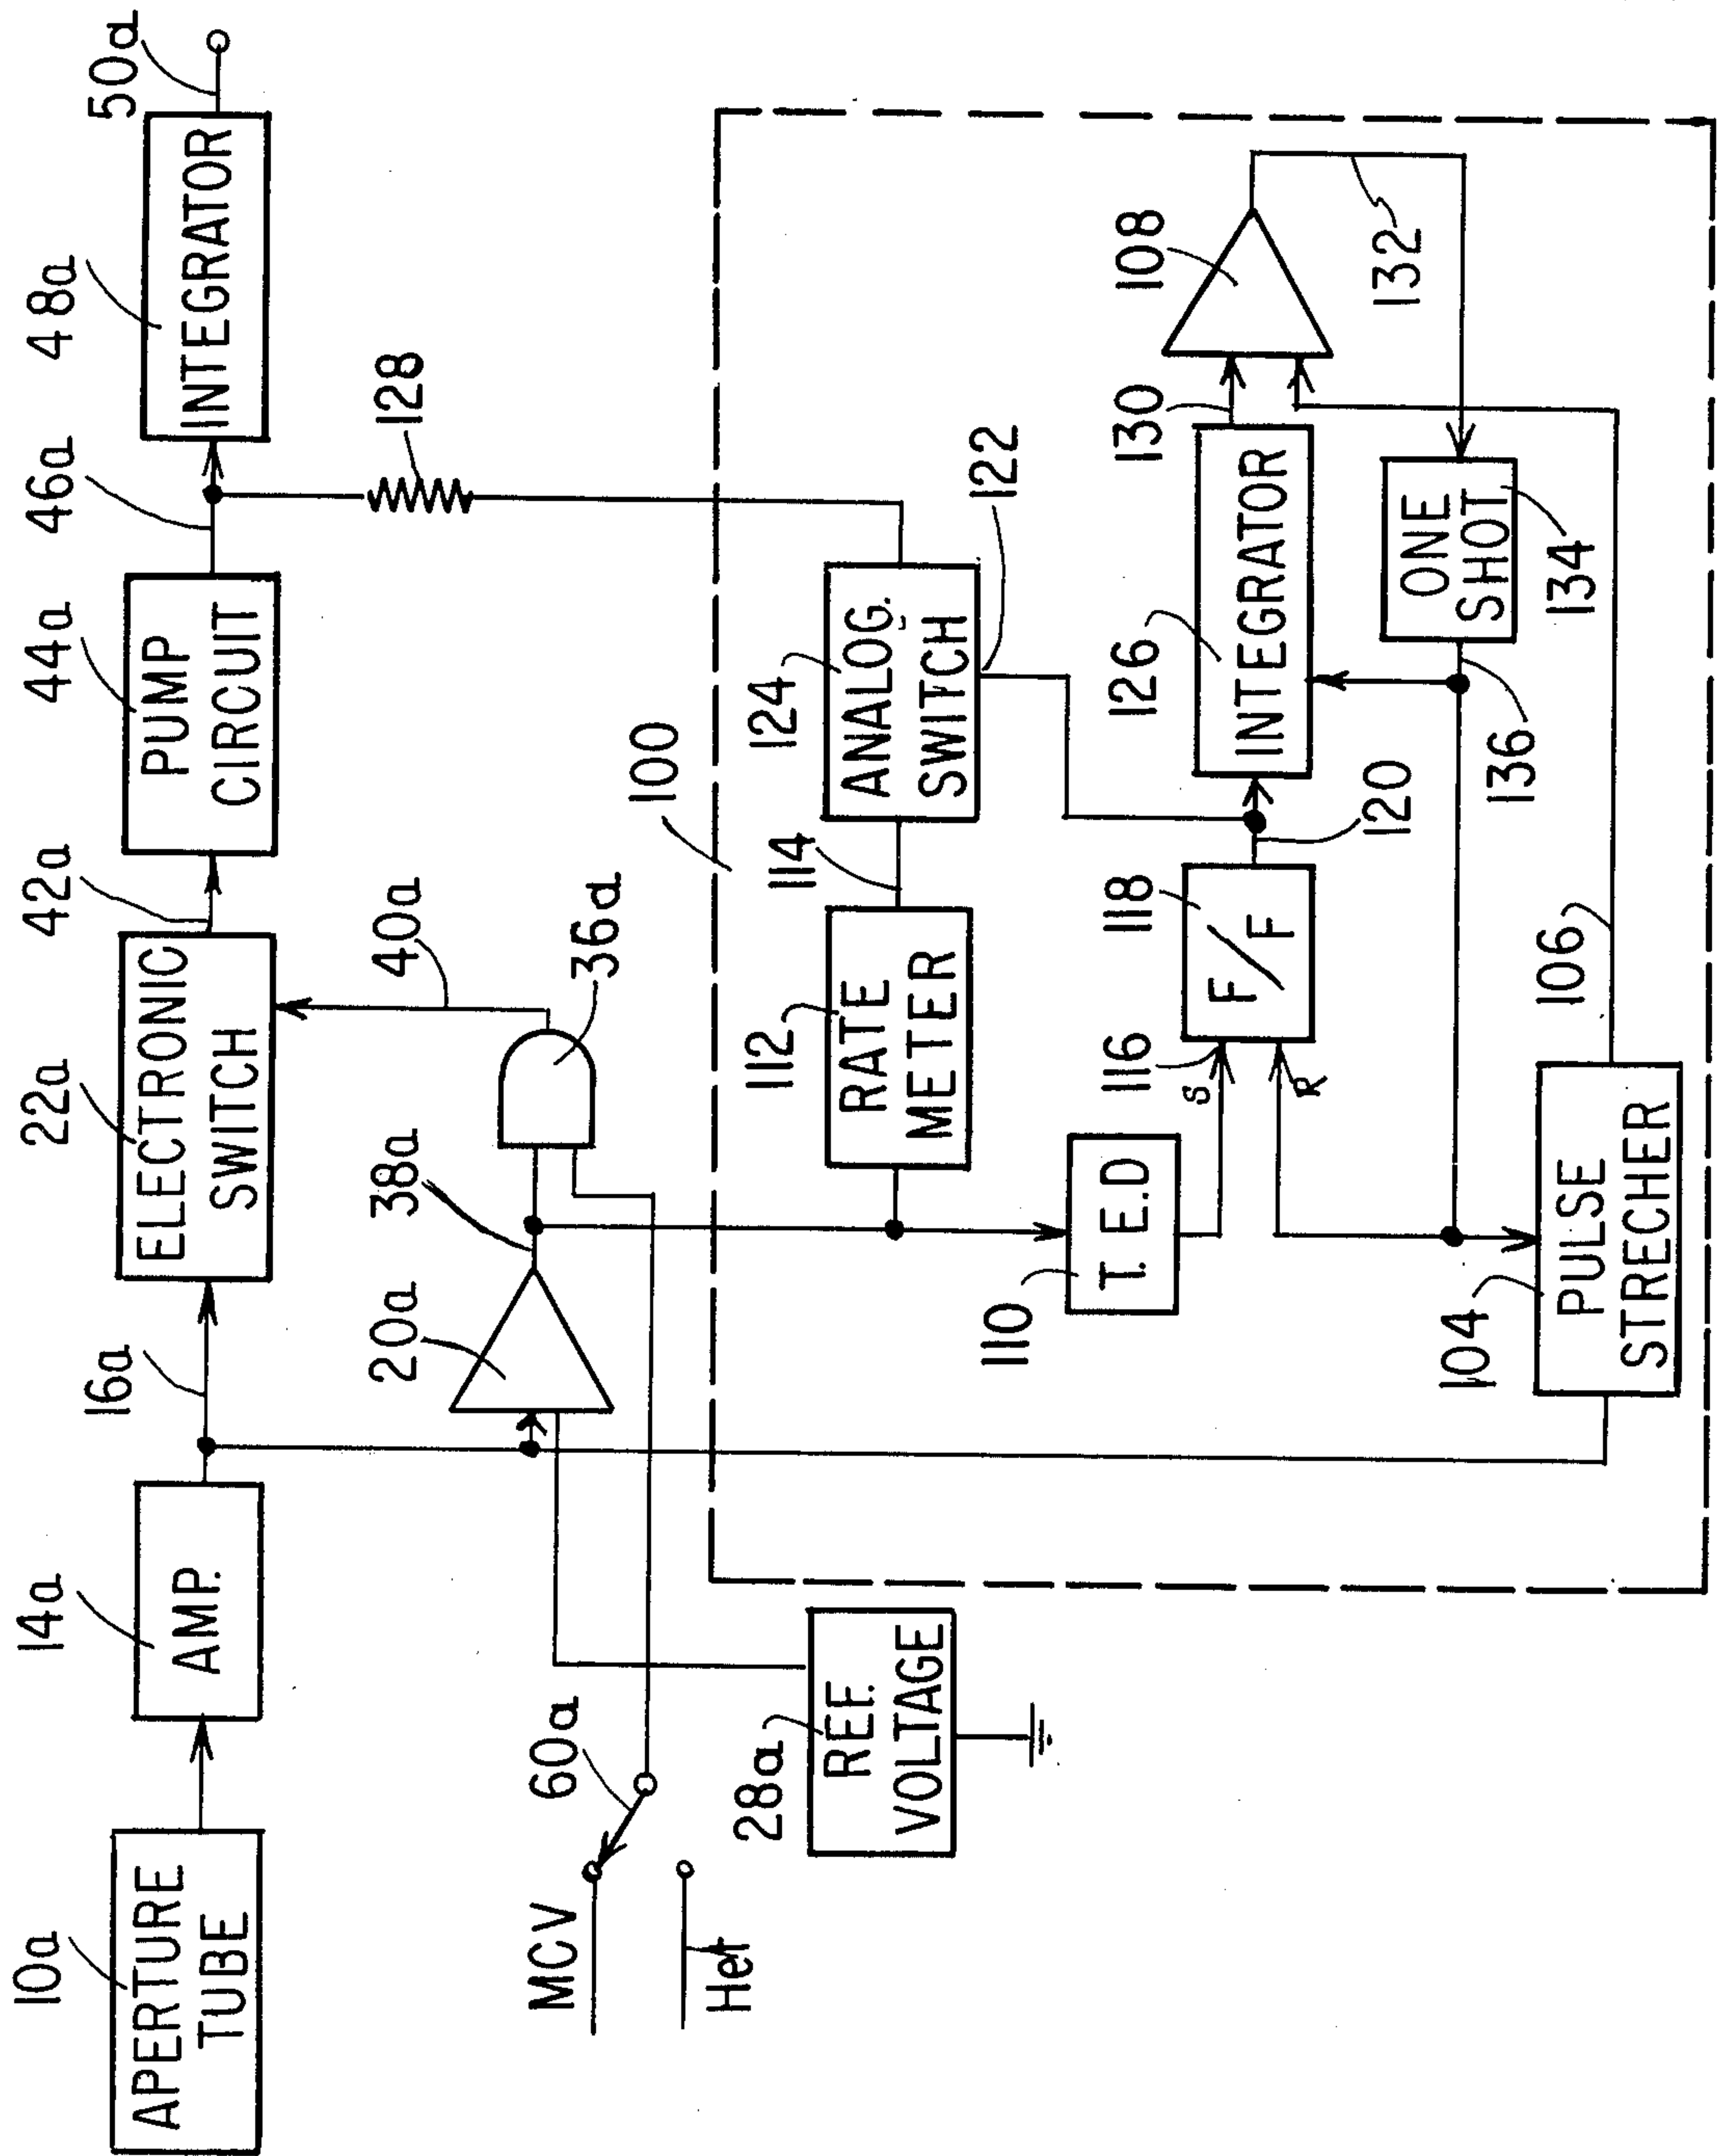 10a
APERTURE
TUBE
14a
AMP.
16a
22a
ELECTRONIC
SWITCH
42a
44a
PUMP
CIRCUIT
46a
48a
INTEGRATOR
50a
MCV
Het
60a
20a
38a
36a
40a
128
28a
REF.
VOLTAGE
100
112
RATE
METER
114
124
ANALOG.
SWITCH
122
110
T.E.D
116
S
R
118
F/F
120
126
INTEGRATOR
130
108
132
ONE
SHOT
134
136
104
PULSE
STRECHER
106